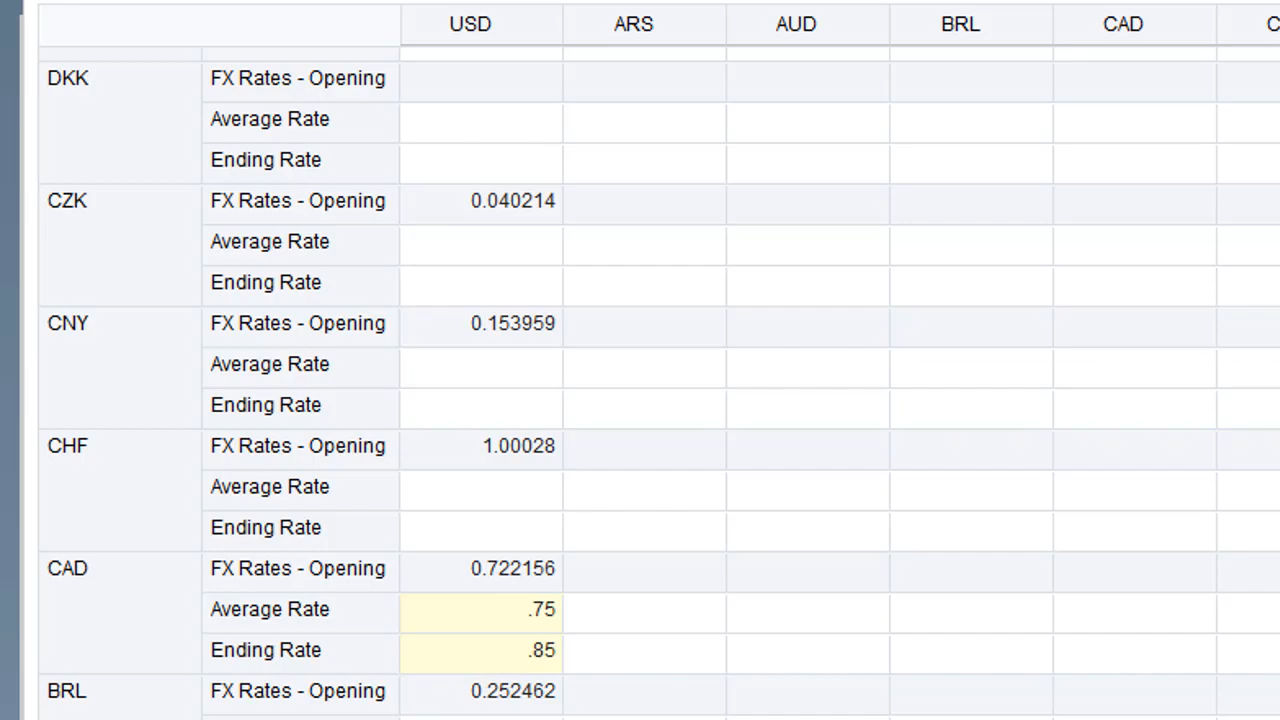 USD ARS AUD BRL CAD C
DKK FX Rates - Opening
Average Rate
Ending Rate
CZK FX Rates - Opening 0.040214
Average Rate
Ending Rate
CNY FX Rates - Opening 0.153959
Average Rate
Ending Rate
CHF FX Rates - Opening 1.00028
Average Rate
Ending Rate
CAD FX Rates - Opening 0.722156
Average Rate .75
Ending Rate .85
BRL FX Rates - Opening 0.252462